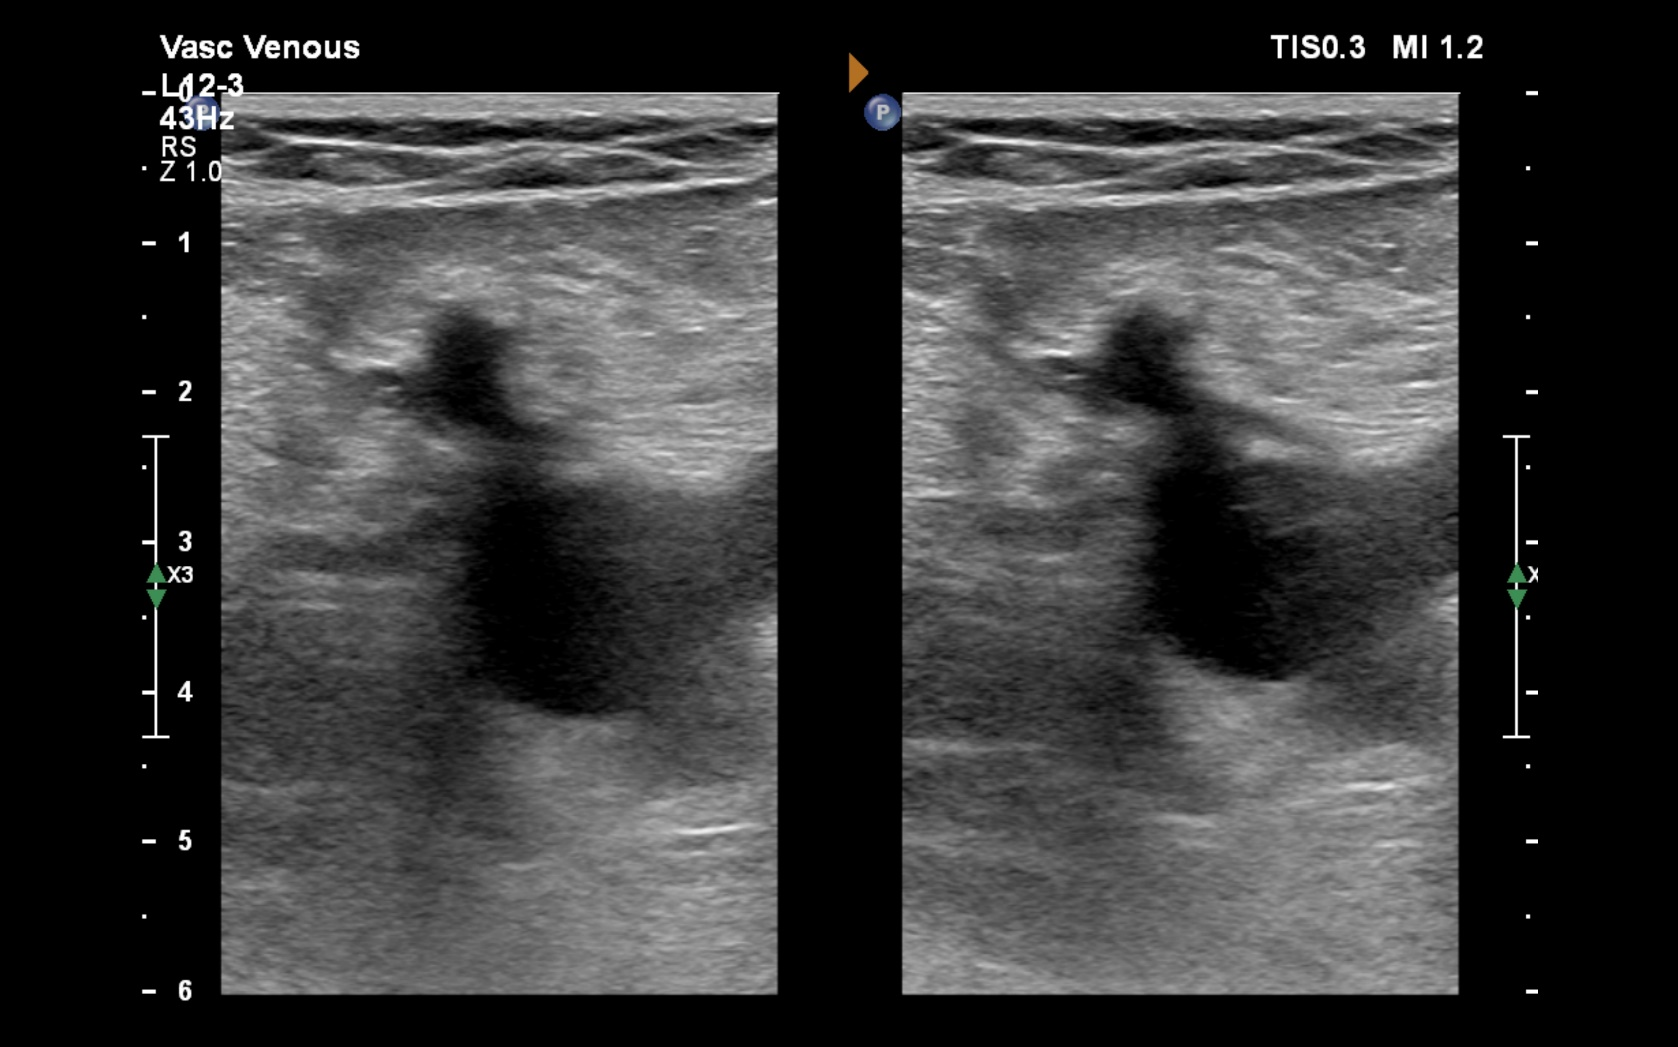 Vasc Venous
TIS0.3 MI 1.2
L12-3
0
43Hz
P
P
RS
Z 1.0
1
2
3
X3
X
4
5
6